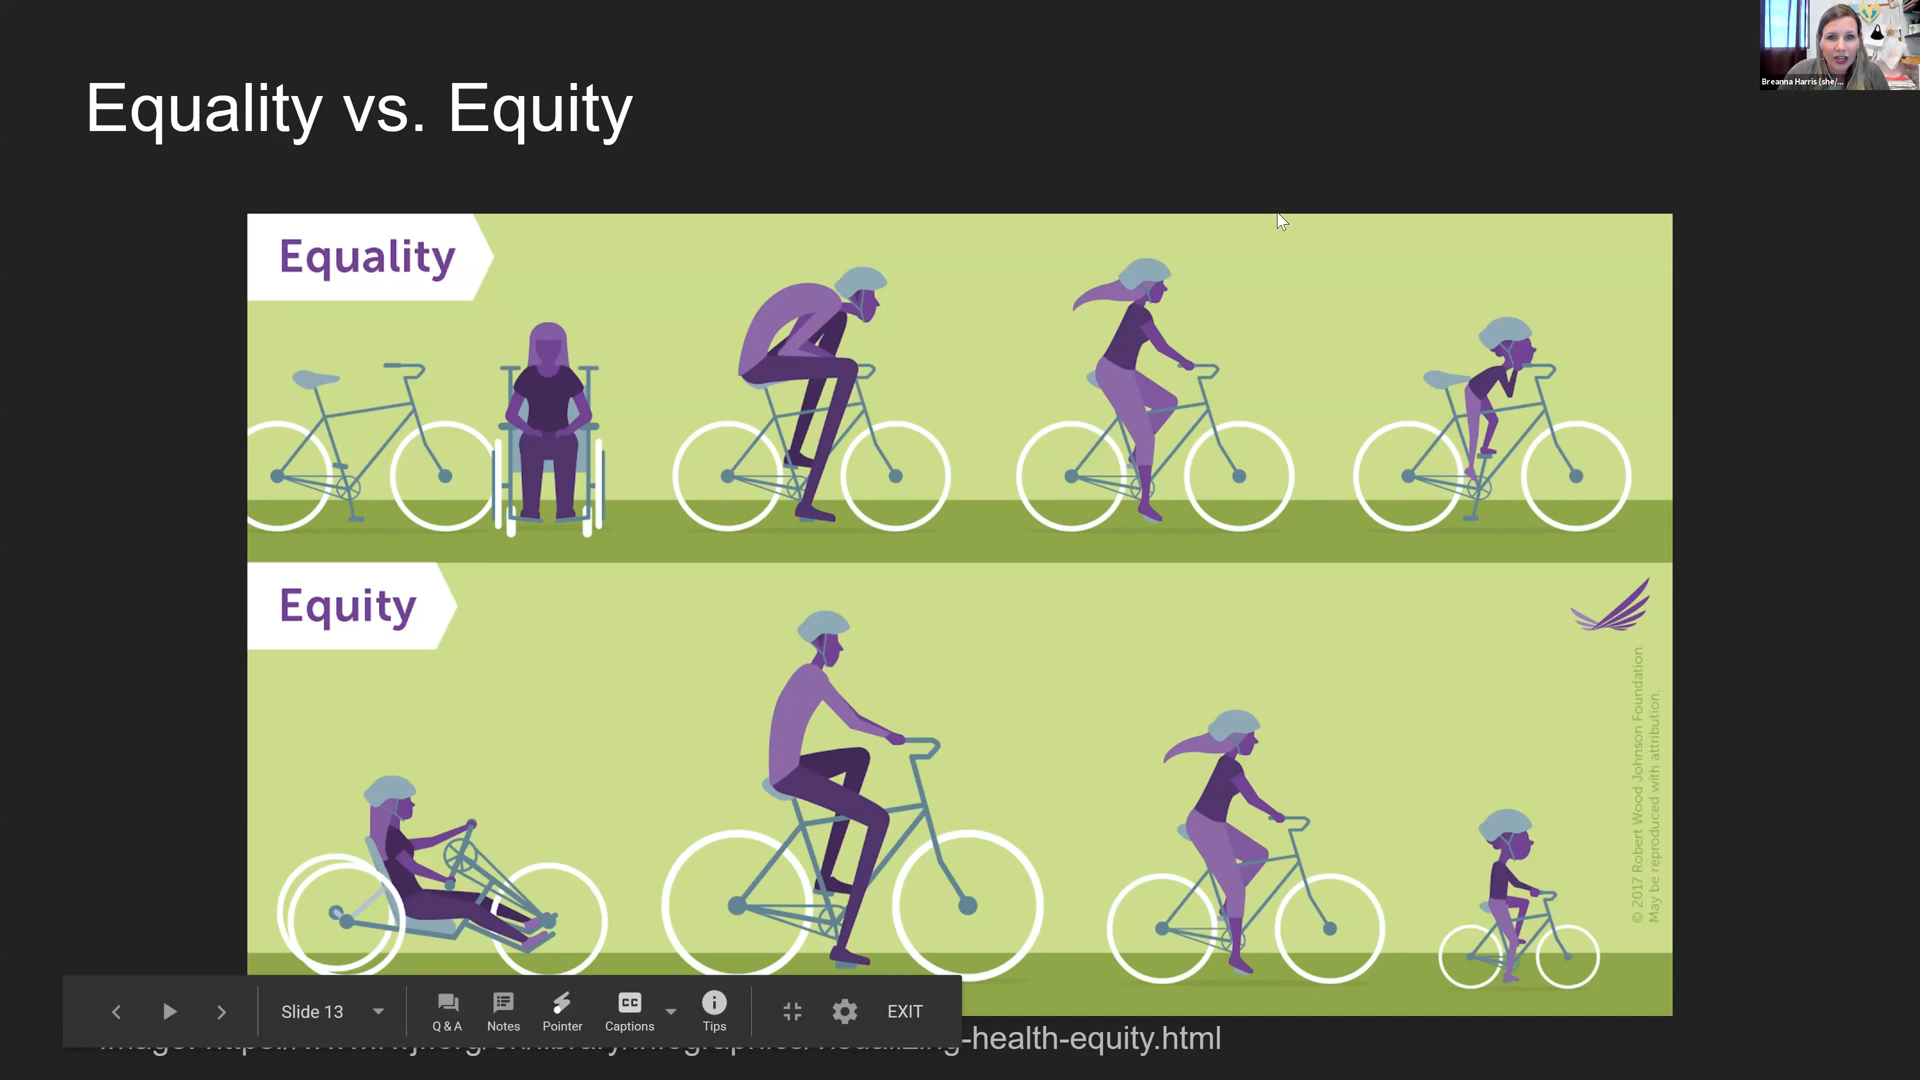 Equality vs. Equity
Breanna Harris (she/...
Equality
Equity
© 2017 Robert Wood Johnson Foundation.
May be reproduced with attribution.
Slide 13
Q & A
Notes
Pointer
CC
Captions
Tips
EXIT
-health-equity.html